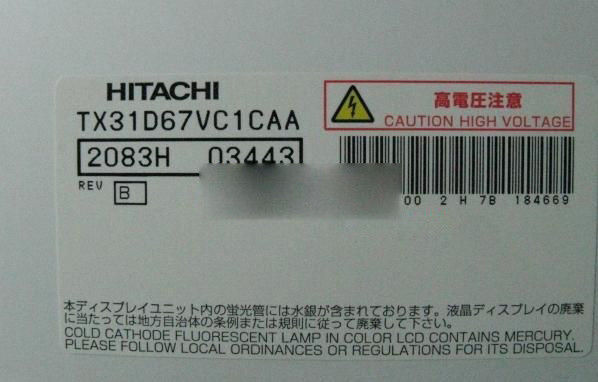 HITACHI
TX31D67VC1CAA
高電圧注意
CAUTION HIGH VOLTAGE
2083H 03443
REV B
00 2 H 7B 184669
本ディスプレイユニット内の蛍光管には水銀が含まれております。液晶ディスプレイの廃棄
に当たっては地方自治体の条例または規則に従って廃棄して下さい。
COLD CATHODE FLUORESCENT LAMP IN COLOR LCD CONTAINS MERCURY.
PLEASE FOLLOW LOCAL ORDINANCES OR REGULATIONS FOR ITS DISPOSAL.